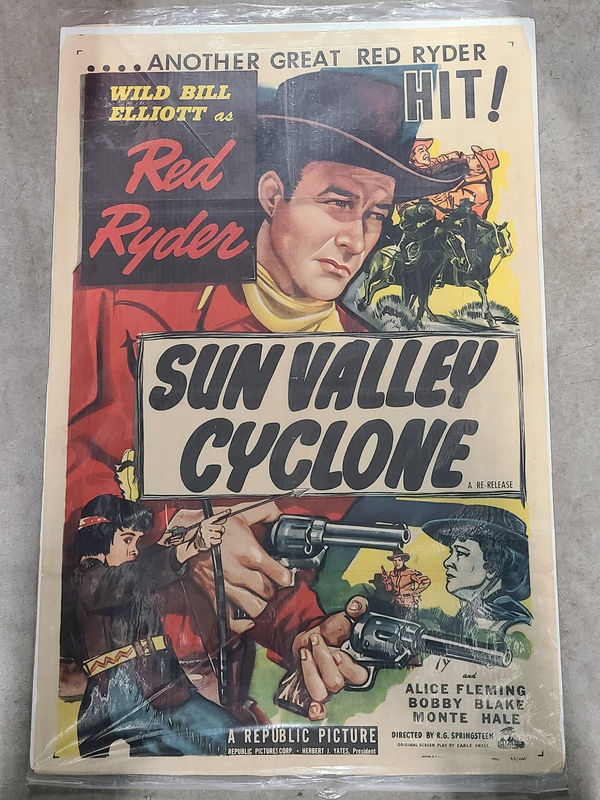 ....ANOTHER GREAT RED RYDER
HIT!
WILD BILL
ELLIOTT as
Red
Ryder
SUN VALLEY
CYCLONE
A RE-RELEASE
and
ALICE FLEMING
BOBBY BLAKE
MONTE HALE
DIRECTED BY R.G. SPRINGSTEEN
ORIGINAL SCREEN PLAY BY EARLE SNELL
A REPUBLIC PICTURE
REPUBLIC PICTURES CORP. - HERBERT J. YATES, President